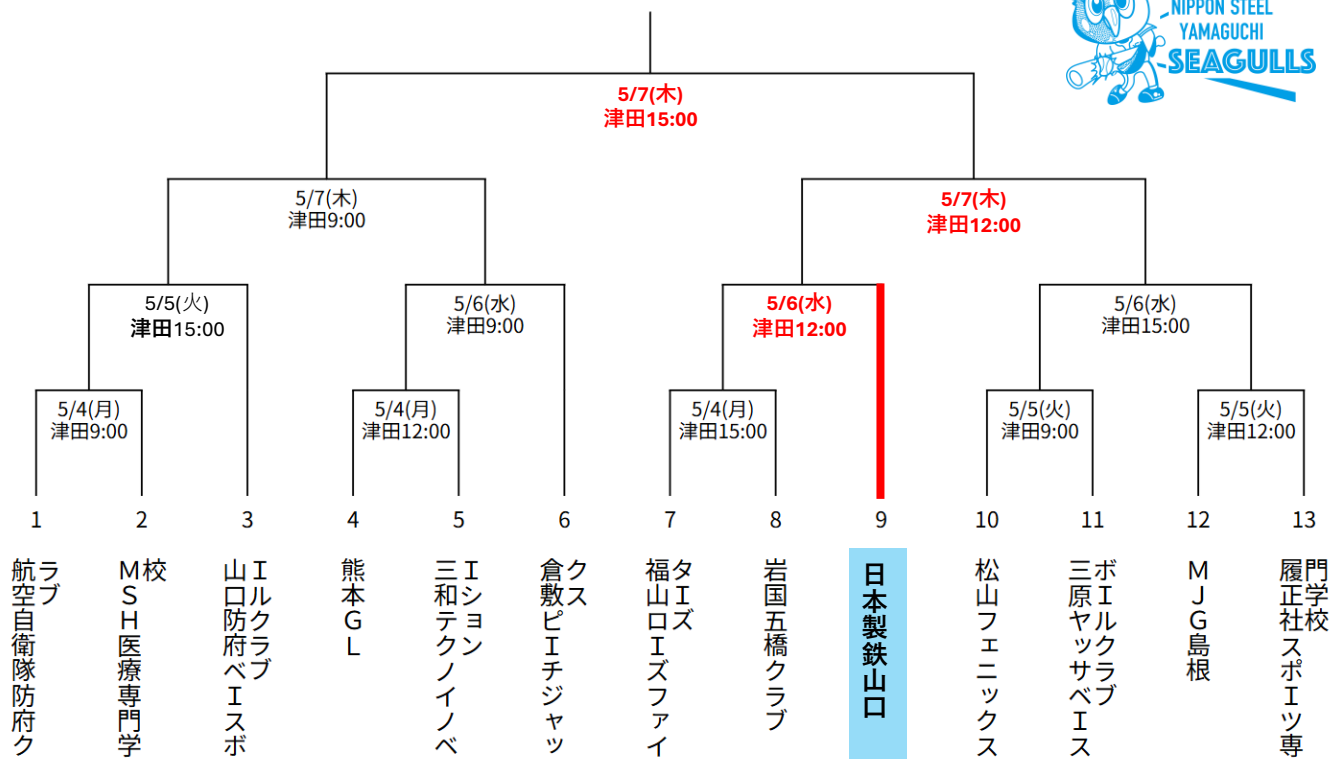 NIPPON STEEL
YAMAGUCHI
SEAGULLS
5/7(木)
津田15:00
5/7(木)
津田9:00
5/7(木)
津田12:00
5/5(火)
津田15:00
5/6(水)
津田9:00
5/6(水)
津田12:00
5/6(水)
津田15:00
5/4(月)
津田9:00
5/4(月)
津田12:00
5/4(月)
津田15:00
5/5(火)
津田9:00
5/5(火)
津田12:00
1
2
3
4
5
6
7
8
9
10
11
12
13
航空自衛隊防府ク
ラブ
MSH医療専門学
校
山口防府ベースボ
ールクラブ
熊本GL
三和テクノイノベ
ーション
倉敷ピーチジャッ
クス
福山ローズファイ
ターズ
岩国五橋クラブ
日本製鉄山口
松山フェニックス
三原ヤッサベース
ボールクラブ
MJG島根
履正社スポーツ専
門学校